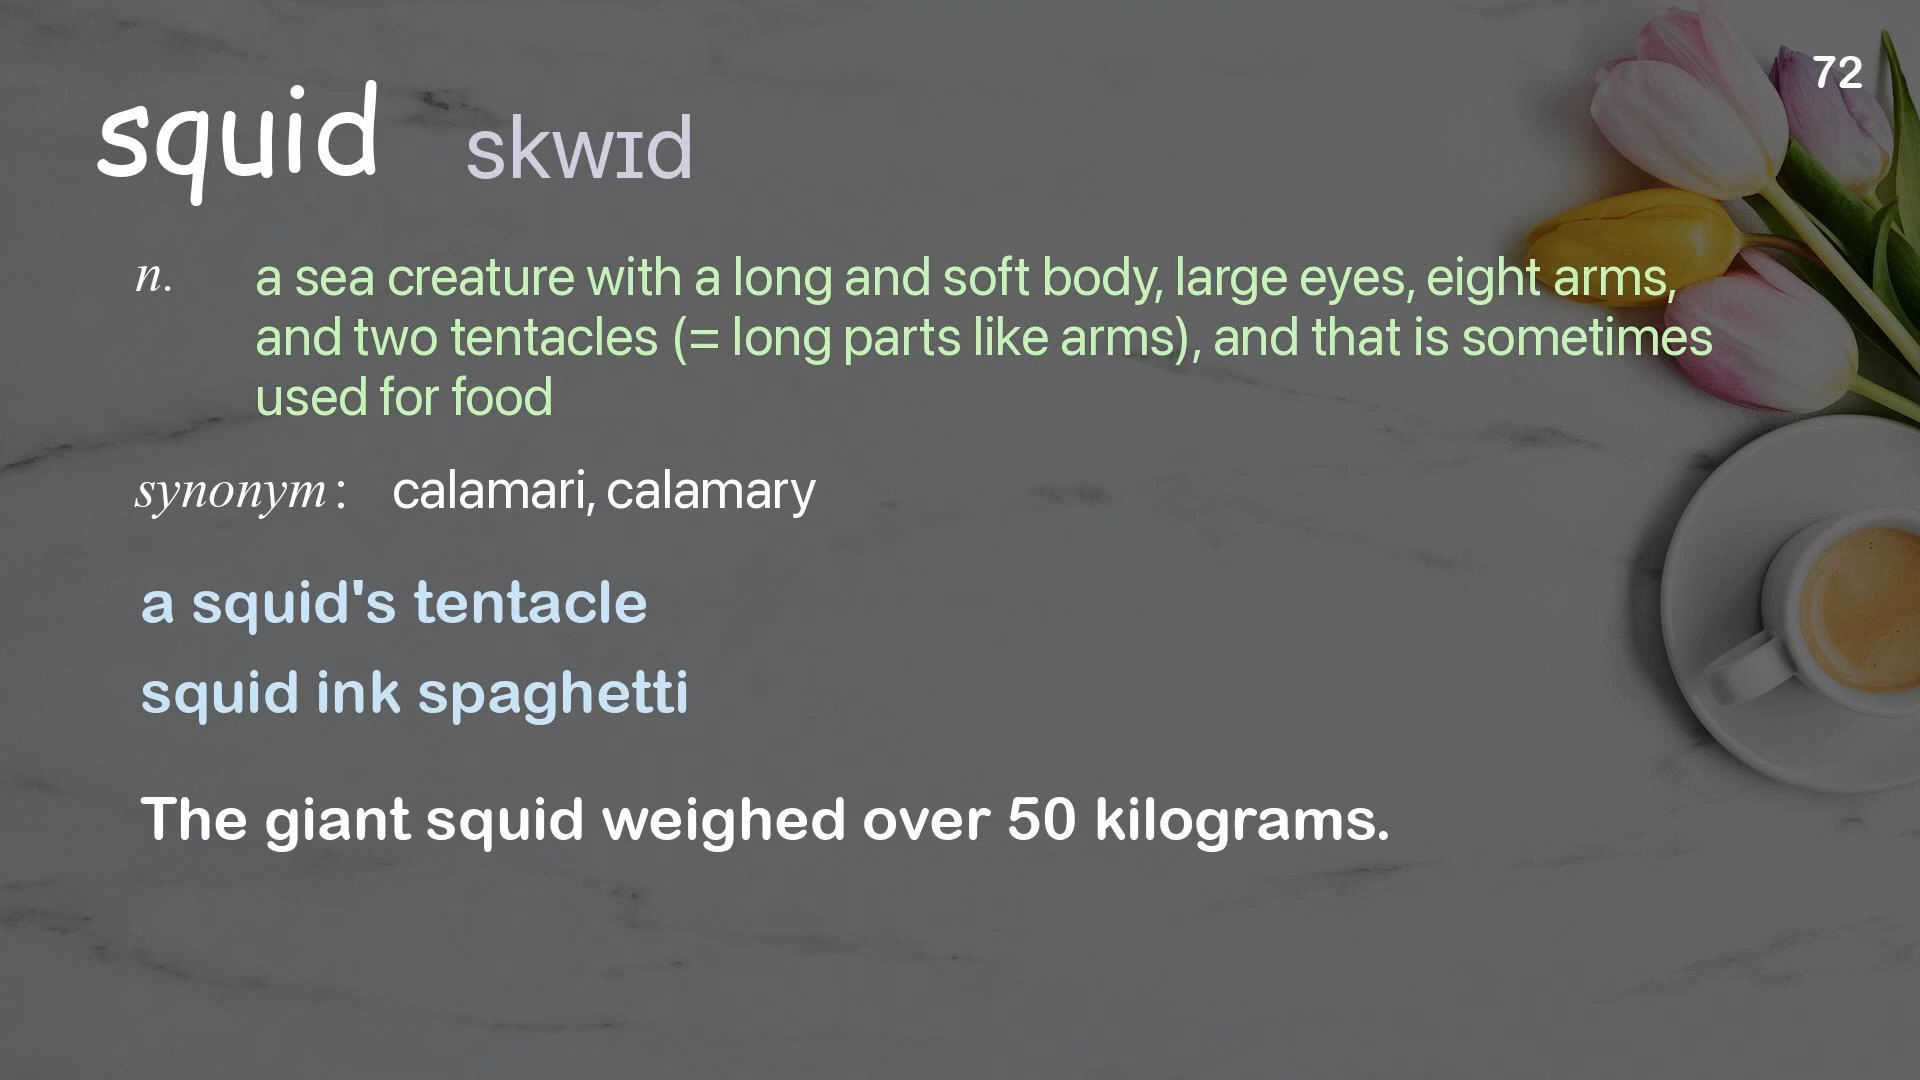 72
squid skwɪd
n. a sea creature with a long and soft body, large eyes, eight arms,
and two tentacles (= long parts like arms), and that is sometimes
used for food
synonym: calamari, calamary
a squid's tentacle
squid ink spaghetti
The giant squid weighed over 50 kilograms.